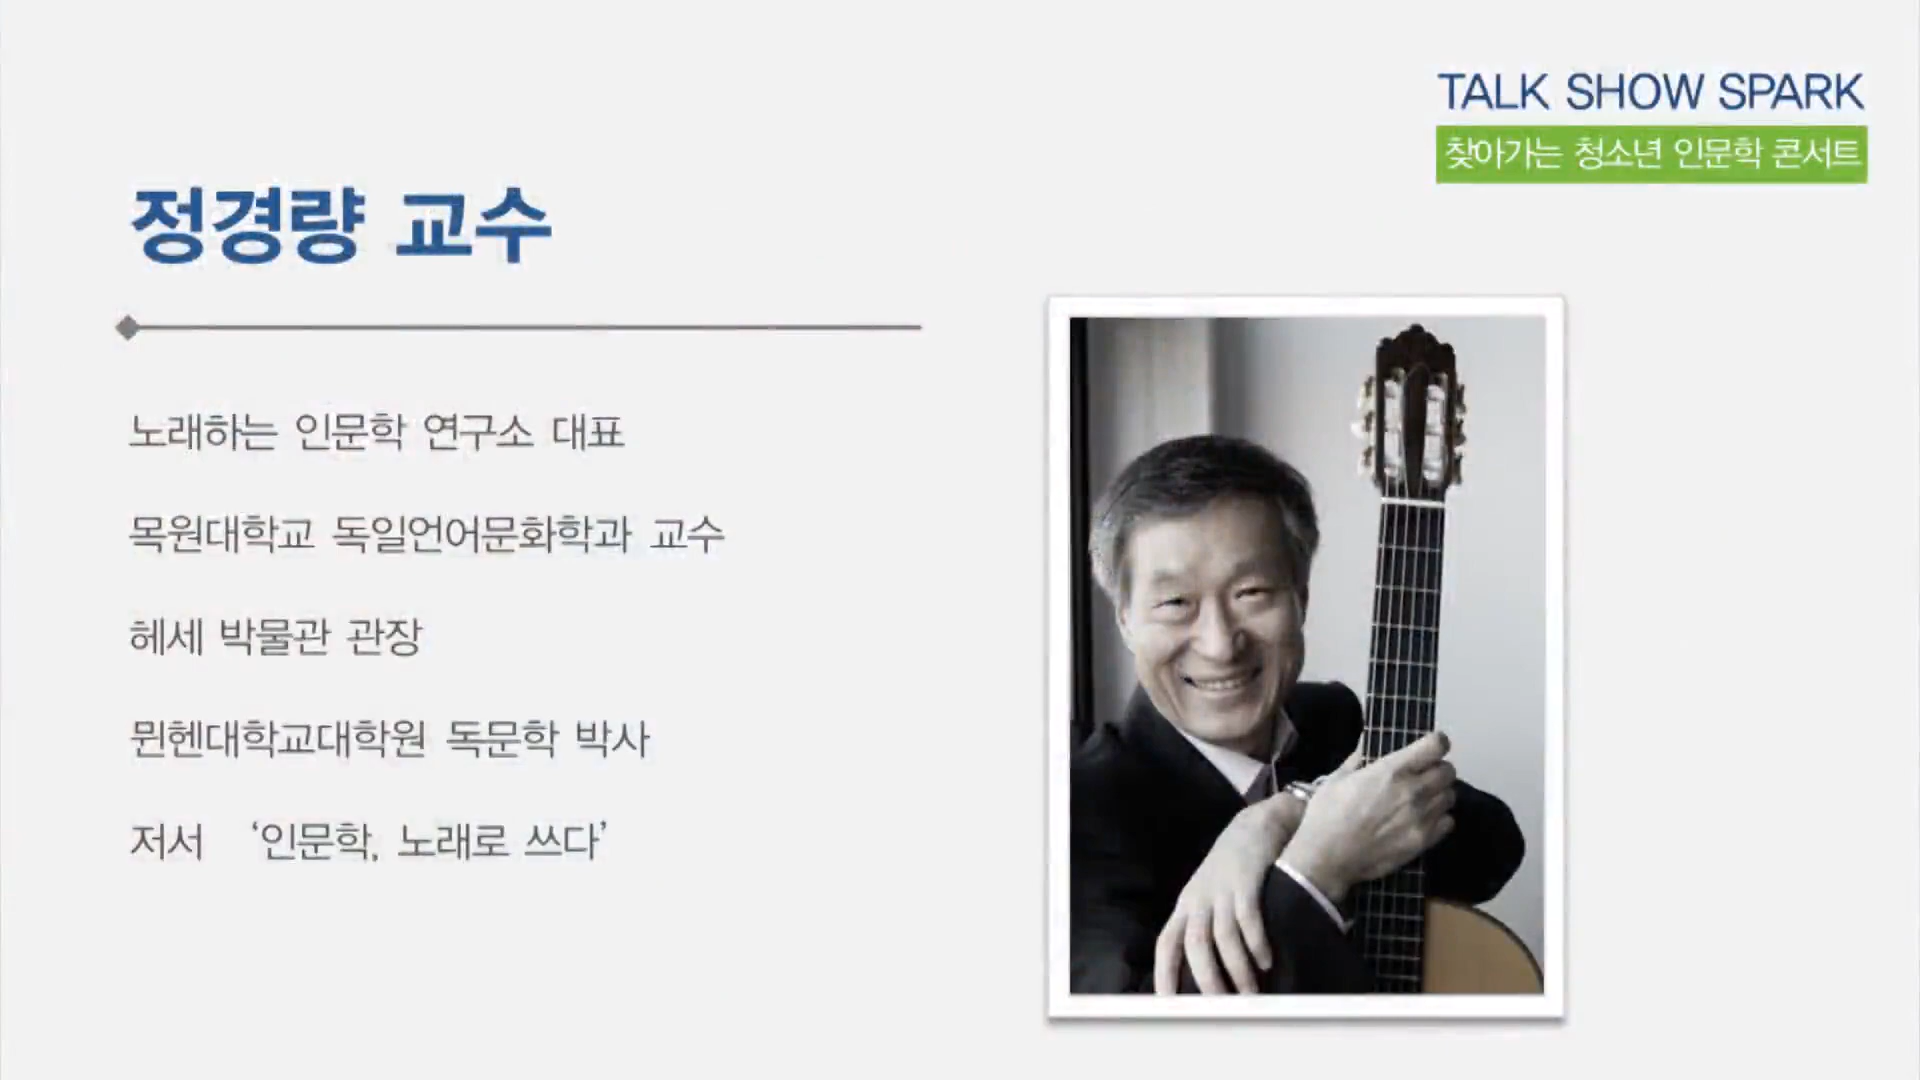 TALK SHOW SPARK
찾아가는 청소년 인문학 콘서트
정경량 교수
노래하는 인문학 연구소 대표
목원대학교 독일언어문화학과 교수
헤세 박물관 관장
뮌헨대학교대학원 독문학 박사
저서 ‘인문학, 노래로 쓰다’